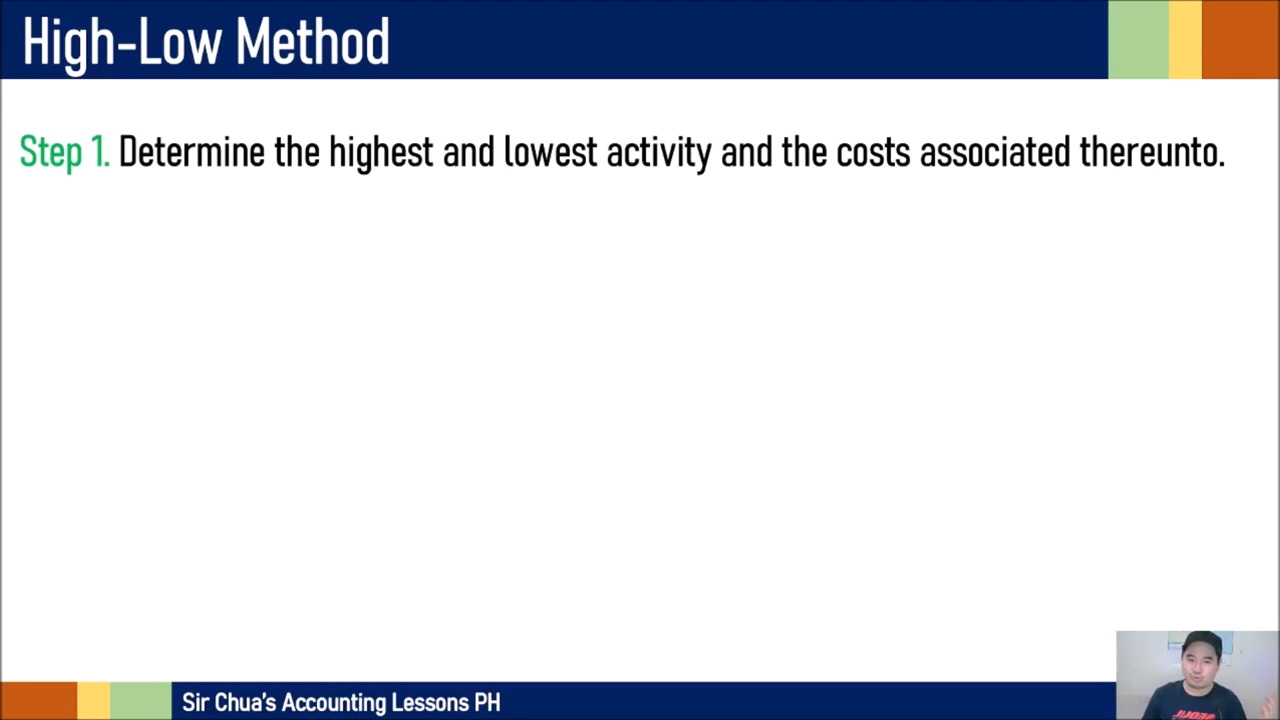 High-Low Method
Step 1. Determine the highest and lowest activity and the costs associated thereunto.
Sir Chua's Accounting Lessons PH